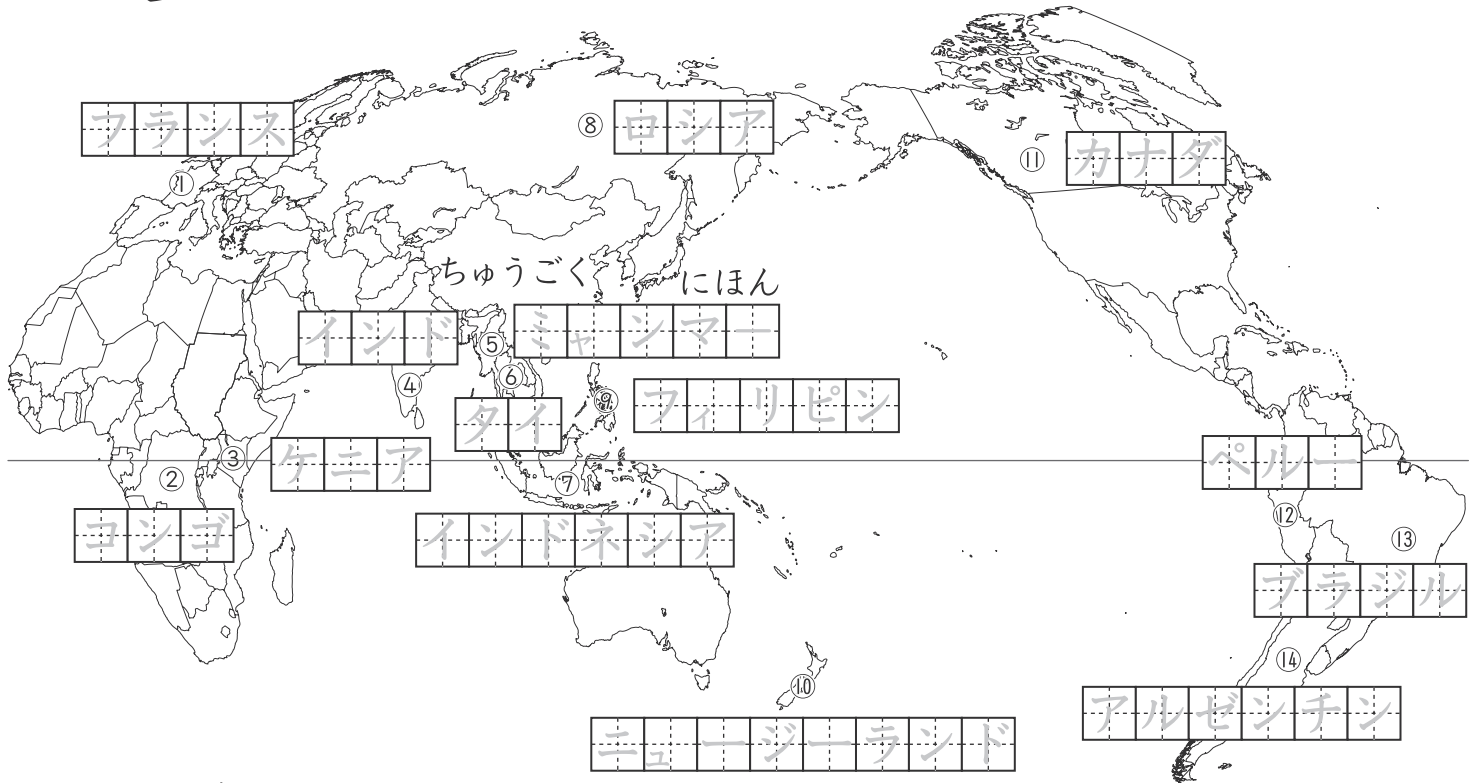 フランス
①
⑧
ロシア
⑪
カナダ
ちゅうごく
にほん
インド
④
⑤
ミャンマー
⑥
タイ
⑨
フィリピン
③
ケニア
②
コンゴ
⑦
インドネシア
ペルー
⑫
⑬
ブラジル
⑩
ニュージーランド
⑭
アルゼンチン